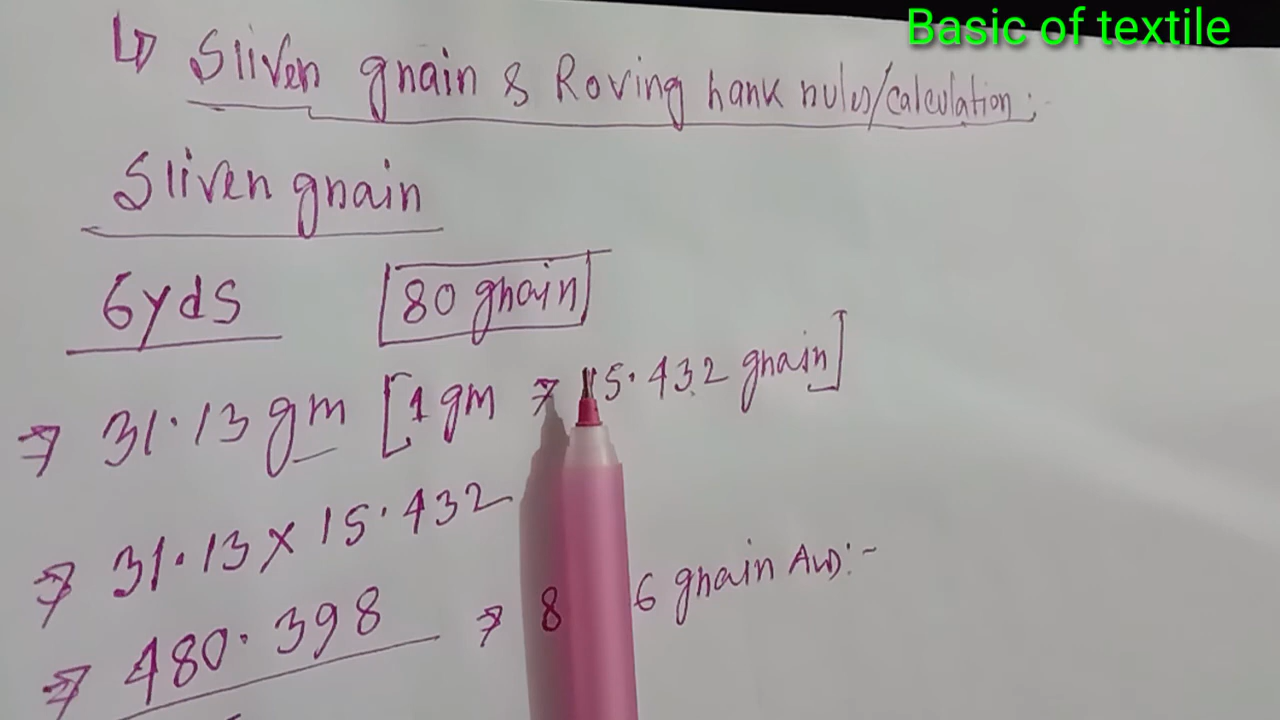 Basic of textile
↳ Sliver grain & Roving hank rules/calculation:-
Sliver grain
6yds [80 grain]
⇒ 31.13 gm [1 gm ⇒ 15.432 grain]
⇒ 31.13 x 15.432
⇒ 480.398 ⇒ 8 6 grain Ans:-